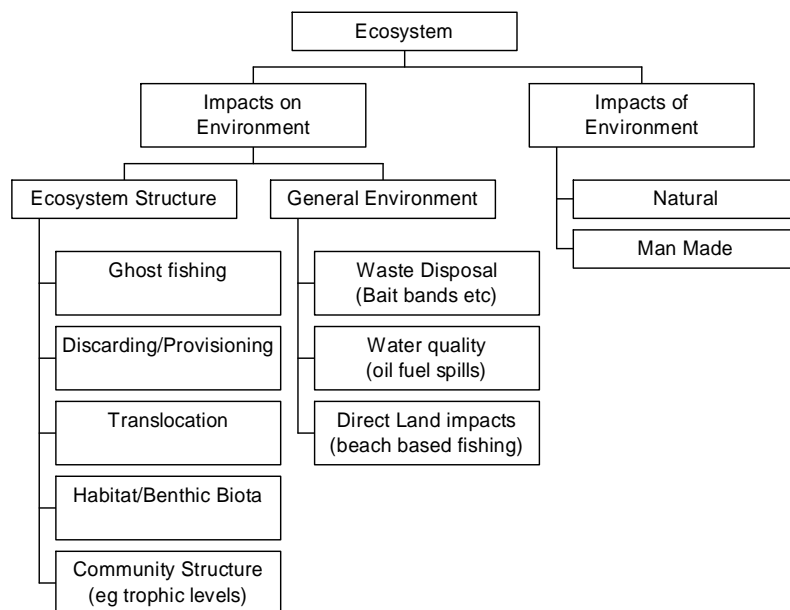 Ecosystem
Impacts on
Environment
Impacts of
Environment
Ecosystem Structure
General Environment
Natural
Man Made
Ghost fishing
Discarding/Provisioning
Translocation
Habitat/Benthic Biota
Community Structure
(eg trophic levels)
Waste Disposal
(Bait bands etc)
Water quality
(oil fuel spills)
Direct Land impacts
(beach based fishing)